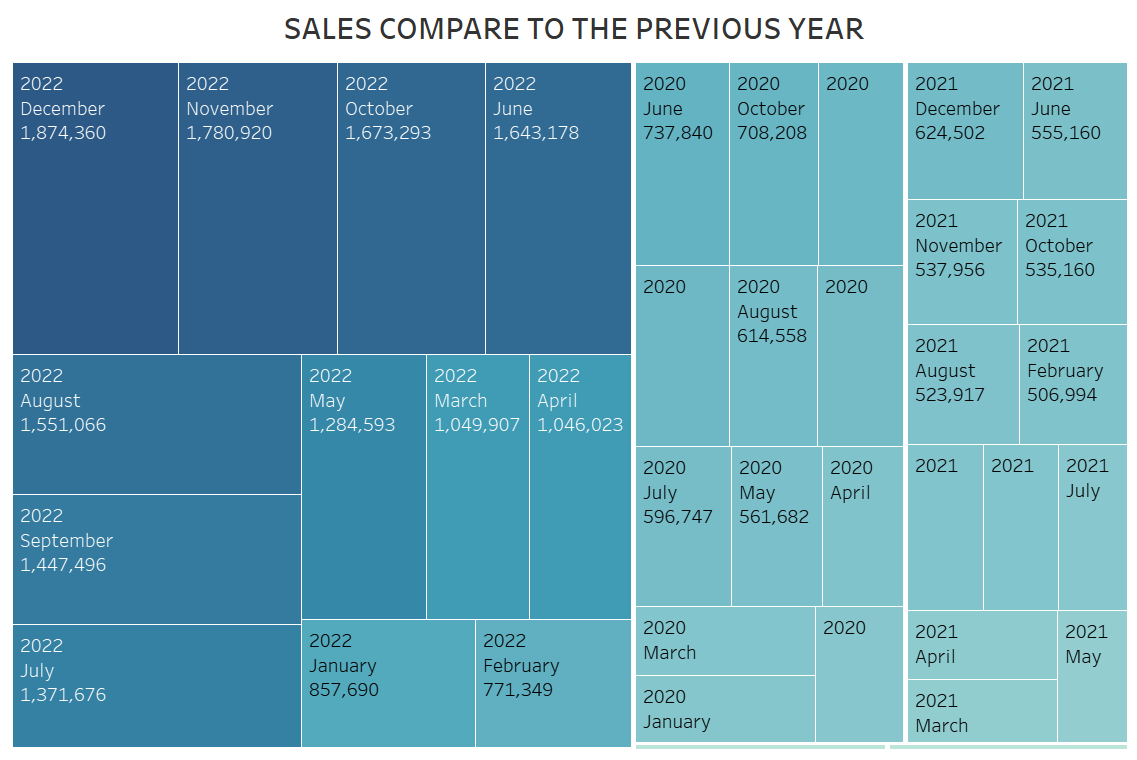 SALES COMPARE TO THE PREVIOUS YEAR
2022
December
1,874,360
2022
November
1,780,920
2022
October
1,673,293
2022
June
1,643,178
2022
August
1,551,066
2022
September
1,447,496
2022
July
1,371,676
2022
May
1,284,593
2022
March
1,049,907
2022
April
1,046,023
2022
January
857,690
2022
February
771,349
2020
June
737,840
2020
October
708,208
2020
2020
2020
August
614,558
2020
2020
July
596,747
2020
May
561,682
2020
April
2020
March
2020
January
2020
2021
December
624,502
2021
June
555,160
2021
November
537,956
2021
October
535,160
2021
August
523,917
2021
February
506,994
2021
2021
2021
July
2021
April
2021
March
2021
May